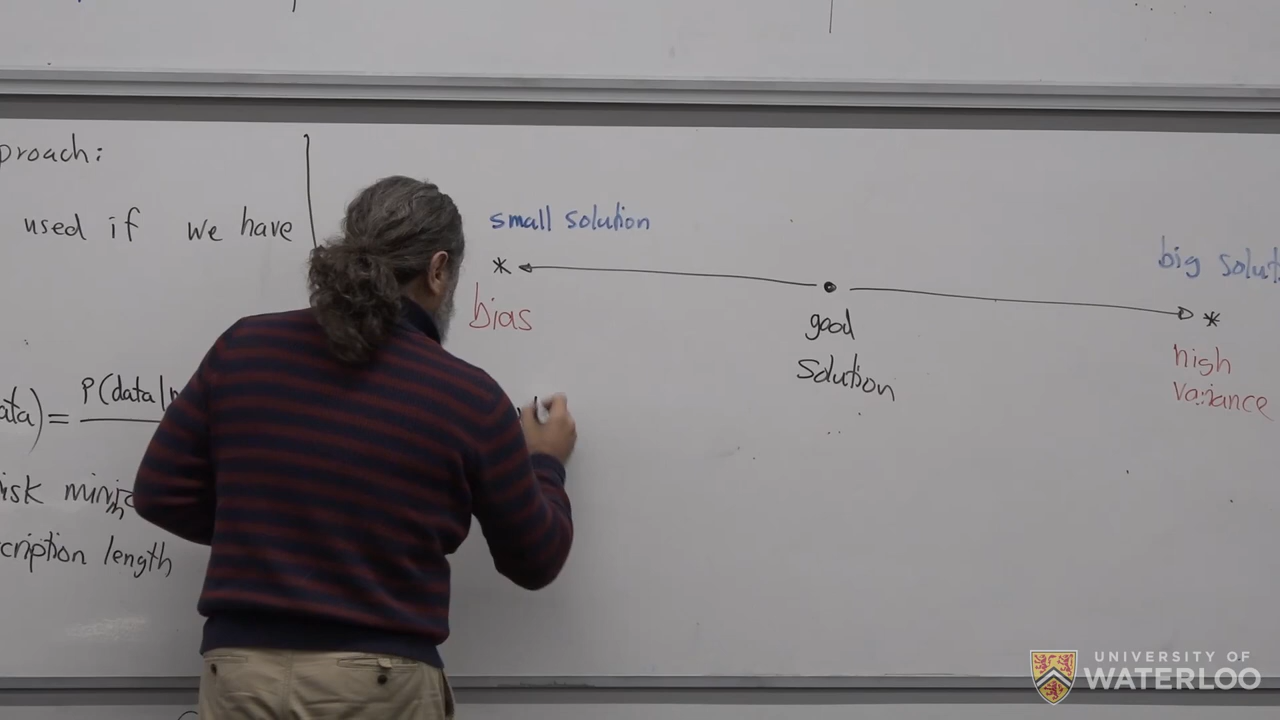 proach:
used if we have
ata) = P(data|
isk minim
cription length
small solution
bias
good
solution
big solut
high
variance
UNIVERSITY OF
WATERLOO